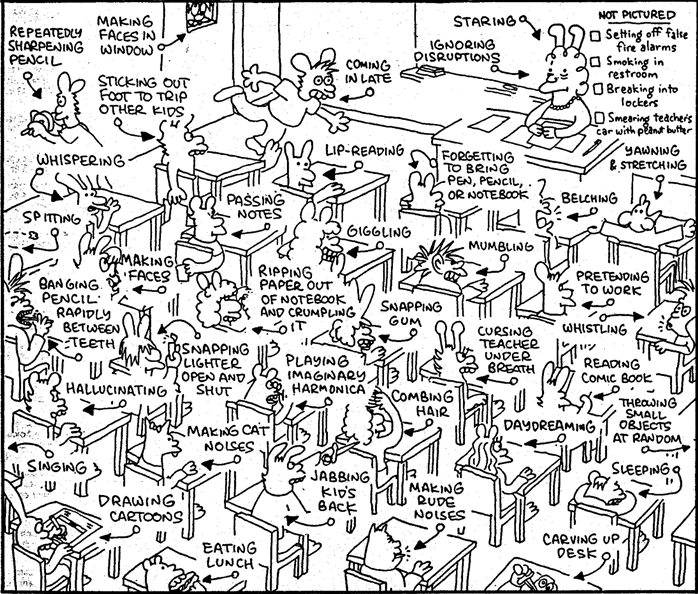 REPEATEDLY
SHARPENING
PENCIL
MAKING
FACES IN
WINDOW
STICKING OUT
FOOT TO TRIP
OTHER KIDS
COMING
IN LATE
STARING
IGNORING
DISRUPTIONS
NOT PICTURED
Setting off false
fire alarms
Smoking in
restroom
Breaking into
lockers
Smearing teacher's
car with peanut butter
WHISPERING
LIP-READING
FORGETTING
TO BRING
PEN, PENCIL,
OR NOTEBOOK
YAWNING
& STRETCHING
SPITTING
PASSING
NOTES
GIGGLING
MUMBLING
BELCHING
MAKING
FACES
BANGING
PENCIL
RAPIDLY
BETWEEN
TEETH
RIPPING
PAPER OUT
OF NOTEBOOK
AND CRUMPLING
IT
SNAPPING
GUM
PRETENDING
TO WORK
WHISTLING
SNAPPING
LIGHTER
OPEN AND
SHUT
PLAYING
IMAGINARY
HARMONICA
CURSING
TEACHER
UNDER
BREATH
READING
COMIC BOOK
HALLUCINATING
COMBING
HAIR
THROWING
SMALL
OBJECTS
AT RANDOM
MAKING CAT
NOISES
DAYDREAMING
SINGING
JABBING
KID'S
BACK
MAKING
RUDE
NOISES
SLEEPING
DRAWING
CARTOONS
EATING
LUNCH
CARVING UP
DESK